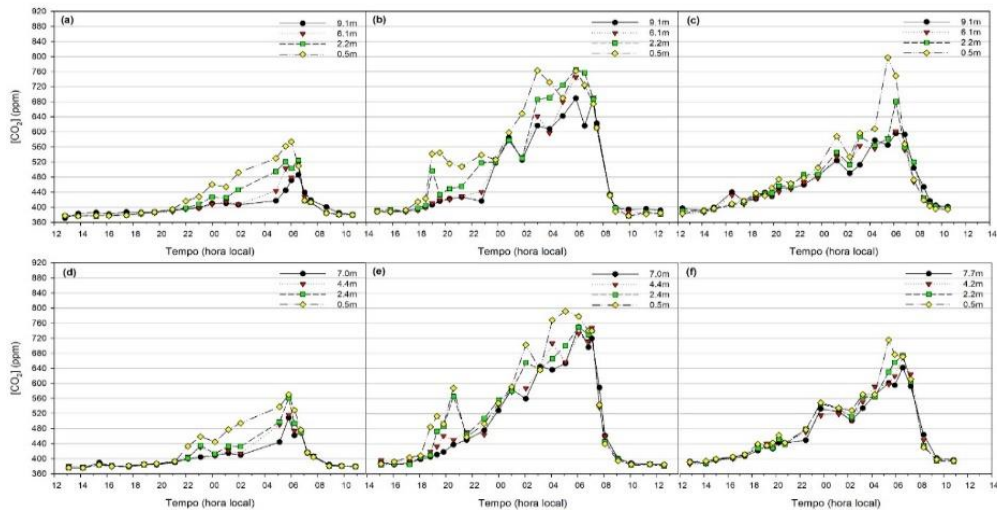 920
880
840
800
760
720
680
640
600
560
520
480
440
400
360
[CO₂] (ppm)
(a)
9.1m
6.1m
2.2m
0.5m
(b)
9.1m
6.1m
2.2m
0.5m
(c)
9.1m
6.1m
2.2m
0.5m
12 14 16 18 20 22 00 02 04 06 08 10 12 14 16 18 20 22 00 02 04 06 08 10 12 14 12 14 16 18 20 22 00 02 04 06 08 10 12 14
Tempo (hora local) Tempo (hora local) Tempo (hora local)
920
880
840
800
760
720
680
640
600
560
520
480
440
400
360
[CO₂] (ppm)
(d)
7.0m
4.4m
2.4m
0.5m
(e)
7.0m
4.4m
2.4m
0.5m
(f)
7.7m
4.2m
2.2m
0.5m
12 14 16 18 20 22 00 02 04 06 08 10 12 14 16 18 20 22 00 02 04 06 08 10 12 14 16 18 20 22 00 02 04 06 08 10 12 14
Tempo (hora local) Tempo (hora local) Tempo (hora local)